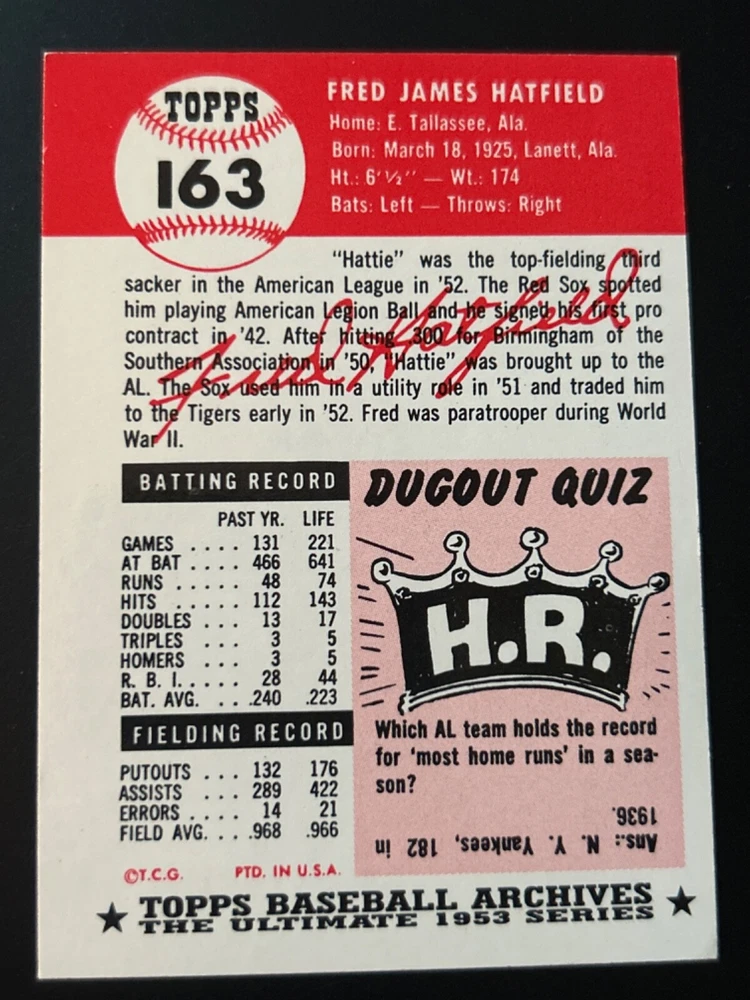 TOPPS
163
FRED JAMES HATFIELD
Home: E. Tallassee, Ala.
Born: March 18, 1925, Lanett, Ala.
Ht.: 6'½'' — Wt.: 174
Bats: Left — Throws: Right
"Hattie" was the top-fielding third
sacker in the American League in '52. The Red Sox spotted
him playing American Legion Ball and he signed his first pro
contract in '42. After hitting .300 for Birmingham of the
Southern Association in '50, "Hattie" was brought up to the
AL. The Sox used him in a utility role in '51 and traded him
to the Tigers early in '52. Fred was paratrooper during World
War II.
Fred Hatfield
BATTING RECORD
PAST YR. LIFE
GAMES .... 131 221
AT BAT .... 466 641
RUNS ..... 48 74
HITS ..... 112 143
DOUBLES .... 13 17
TRIPLES .... 3 5
HOMERS .... 3 5
R. B. I. .... 28 44
BAT. AVG. ... .240 .223
FIELDING RECORD
PUTOUTS ... 132 176
ASSISTS ... 289 422
ERRORS .... 14 21
FIELD AVG. ... .968 .966
DUGOUT QUIZ
H.R.
Which AL team holds the record
for 'most home runs' in a sea-
son?
Ans.: N. Y. Yankees, 182 in
1936.
©T.C.G. PTD. IN U.S.A.
★ TOPPS BASEBALL ARCHIVES ★
THE ULTIMATE 1953 SERIES